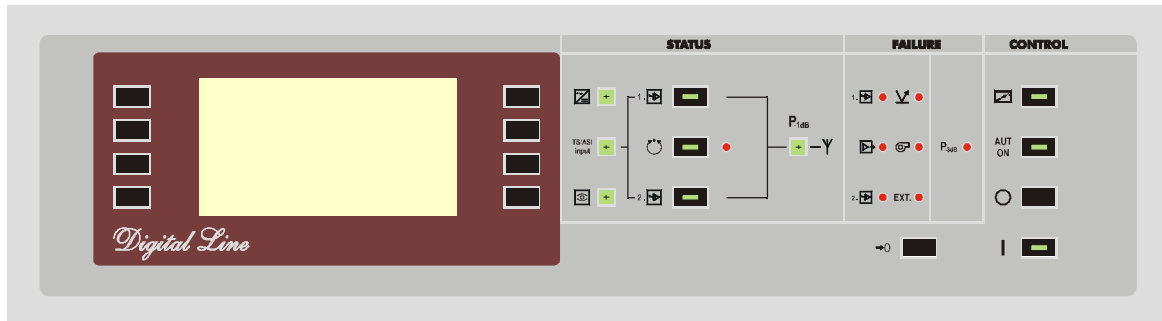 STATUS
FAILURE
CONTROL
1.
P1dB
1.
TS/ASI
input
P3dB
AUT
ON
2.
2.
EXT.
Digital Line
➔0
I